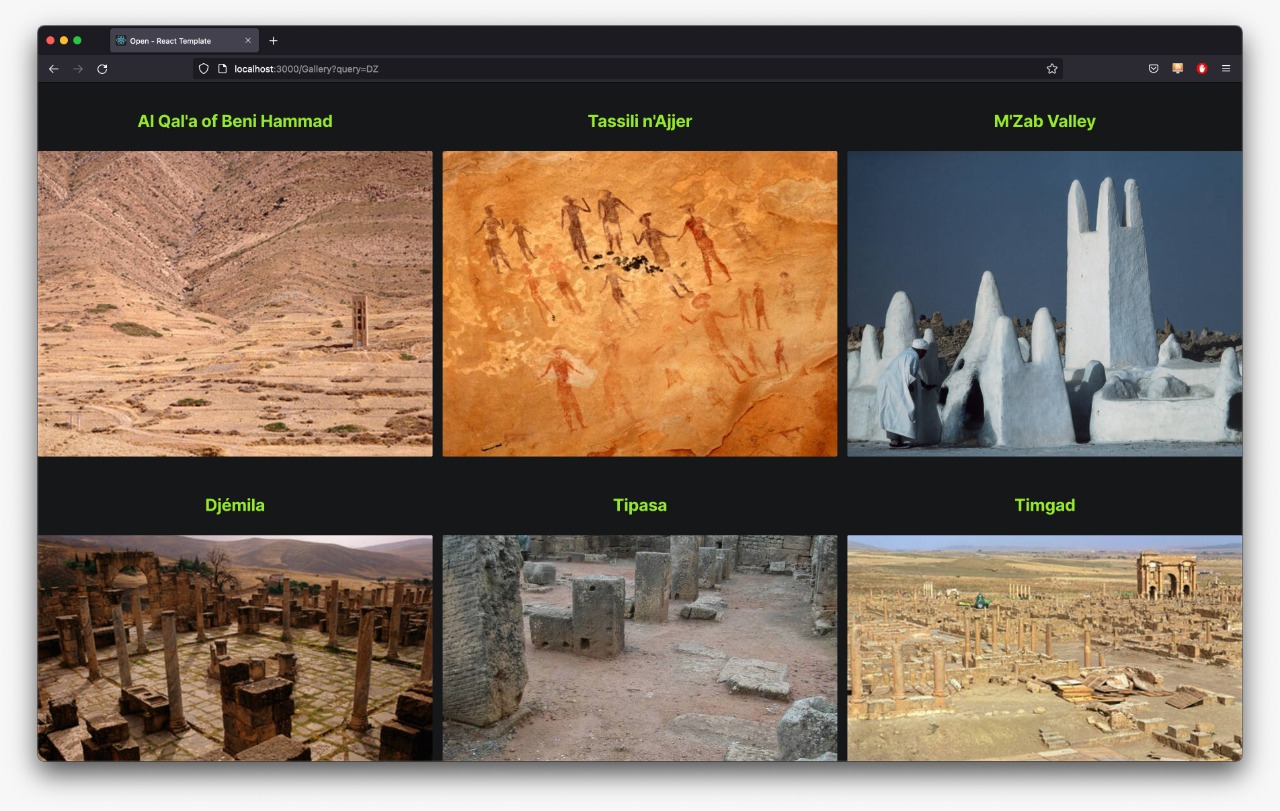 Open - React Template
localhost:3000/Gallery?query=DZ
Al Qal'a of Beni Hammad
Tassili n'Ajjer
M'Zab Valley
Djémila
Tipasa
Timgad